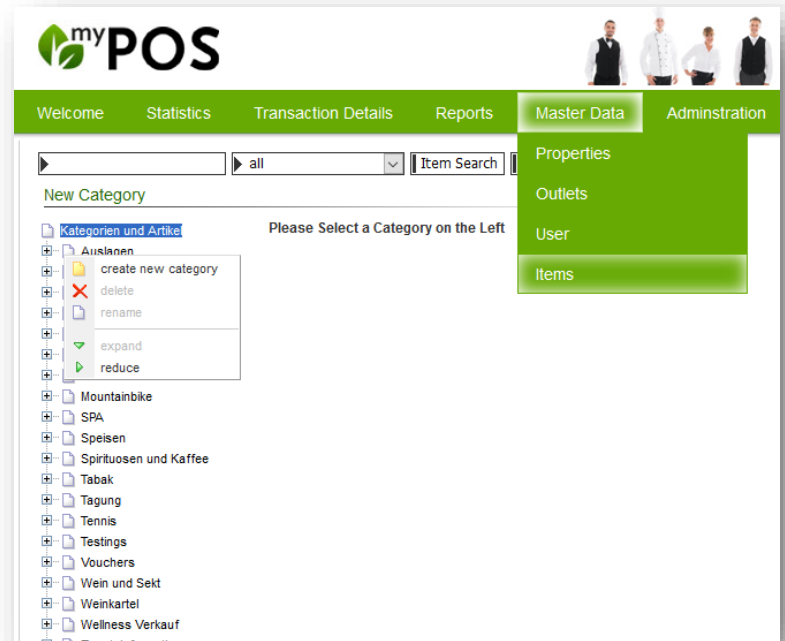 my POS
Welcome Statistics Transaction Details Reports Master Data Adminstration
Properties
Outlets
User
Items
all Item Search
New Category
Kategorien und Artikel
Please Select a Category on the Left
Auslagen
create new category
delete
rename
expand
reduce
Mountainbike
SPA
Speisen
Spirituosen und Kaffee
Tabak
Tagung
Tennis
Testings
Vouchers
Wein und Sekt
Weinkartel
Wellness Verkauf